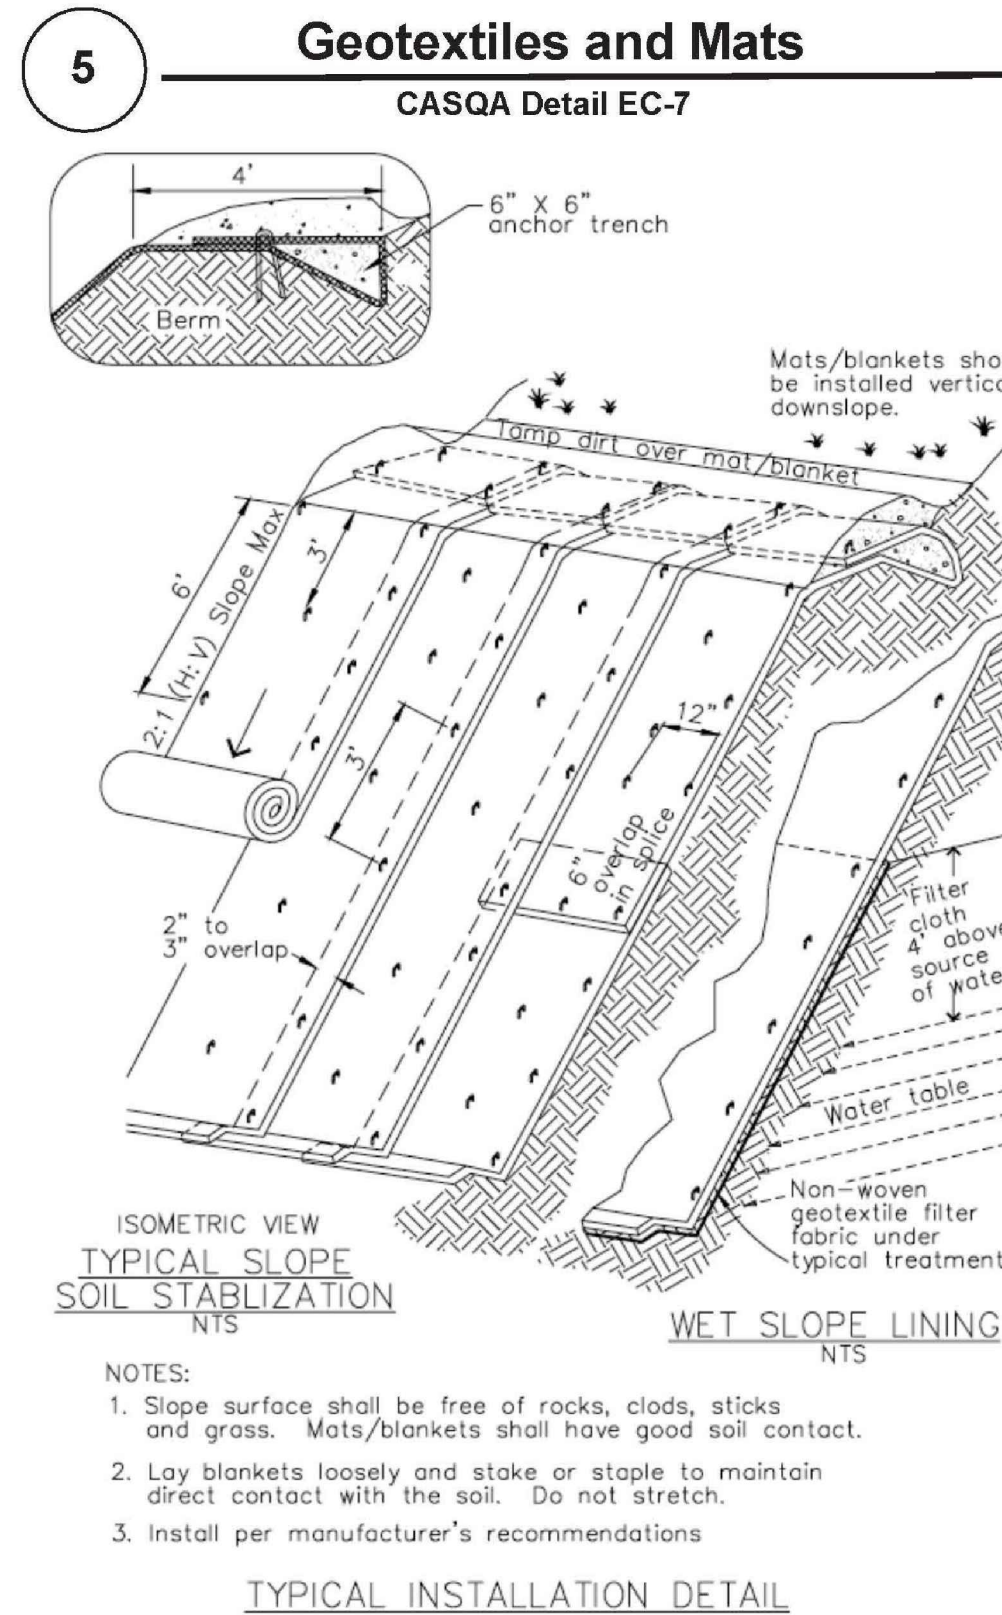 5
Geotextiles and Mats
CASQA Detail EC-7
4'
6" X 6"
anchor trench
Berm
Mats/blankets sho
be installed vertica
downslope.
Tamp dirt over mat/blanket
6'
2:1 (H:V) Slope Max
3'
12"
3'
6"
overlap
in splice
2" to
3" overlap
Filter
cloth
4' above
source
of wate
Water table
Non-woven
geotextile filter
fabric under
typical treatment
ISOMETRIC VIEW
TYPICAL SLOPE
SOIL STABLIZATION
NTS
WET SLOPE LINING
NTS
NOTES:
1. Slope surface shall be free of rocks, clods, sticks
and grass. Mats/blankets shall have good soil contact.
2. Lay blankets loosely and stake or staple to maintain
direct contact with the soil. Do not stretch.
3. Install per manufacturer's recommendations
TYPICAL INSTALLATION DETAIL